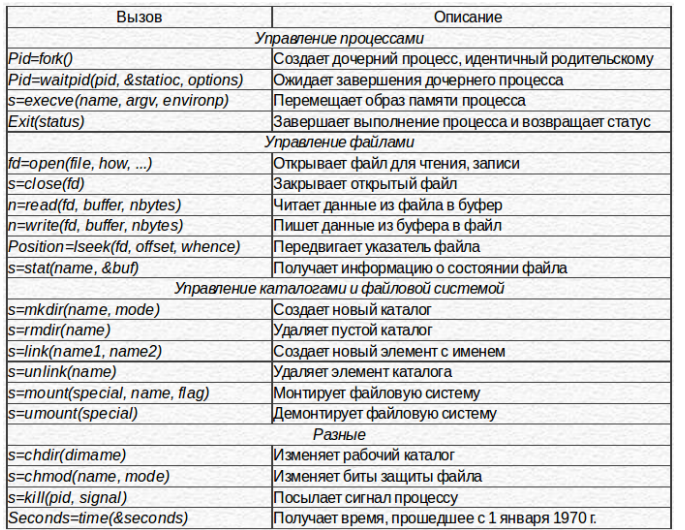 Вызов Описание
Управление процессами
Pid=fork() Создает дочерний процесс, идентичный родительскому
Pid=waitpid(pid, &statioc, options) Ожидает завершения дочернего процесса
s=execve(name, argv, environp) Перемещает образ памяти процесса
Exit(status) Завершает выполнение процесса и возвращает статус
Управление файлами
fd=open(file, how, ...) Открывает файл для чтения, записи
s=close(fd) Закрывает открытый файл
n=read(fd, buffer, nbytes) Читает данные из файла в буфер
n=write(fd, buffer, nbytes) Пишет данные из буфера в файл
Position=lseek(fd, offset, whence) Передвигает указатель файла
s=stat(name, &buf) Получает информацию о состоянии файла
Управление каталогами и файловой системой
s=mkdir(name, mode) Создает новый каталог
s=rmdir(name) Удаляет пустой каталог
s=link(name1, name2) Создает новый элемент с именем
s=unlink(name) Удаляет элемент каталога
s=mount(special, name, flag) Монтирует файловую систему
s=umount(special) Демонтирует файловую систему
Разные
s=chdir(dimame) Изменяет рабочий каталог
s=chmod(name, mode) Изменяет биты защиты файла
s=kill(pid, signal) Посылает сигнал процессу
Seconds=time(&seconds) Получает время, прошедшее с 1 января 1970 г.